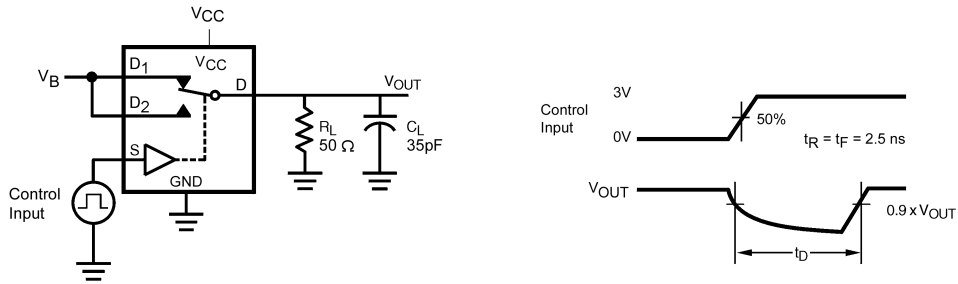 VCC
VCC
VB
D1
D
VOUT
D2
RL
50 Ω
CL
35pF
S
GND
Control
Input
3V
Control
Input
50%
0V
tR = tF = 2.5 ns
VOUT
0.9 x VOUT
tD